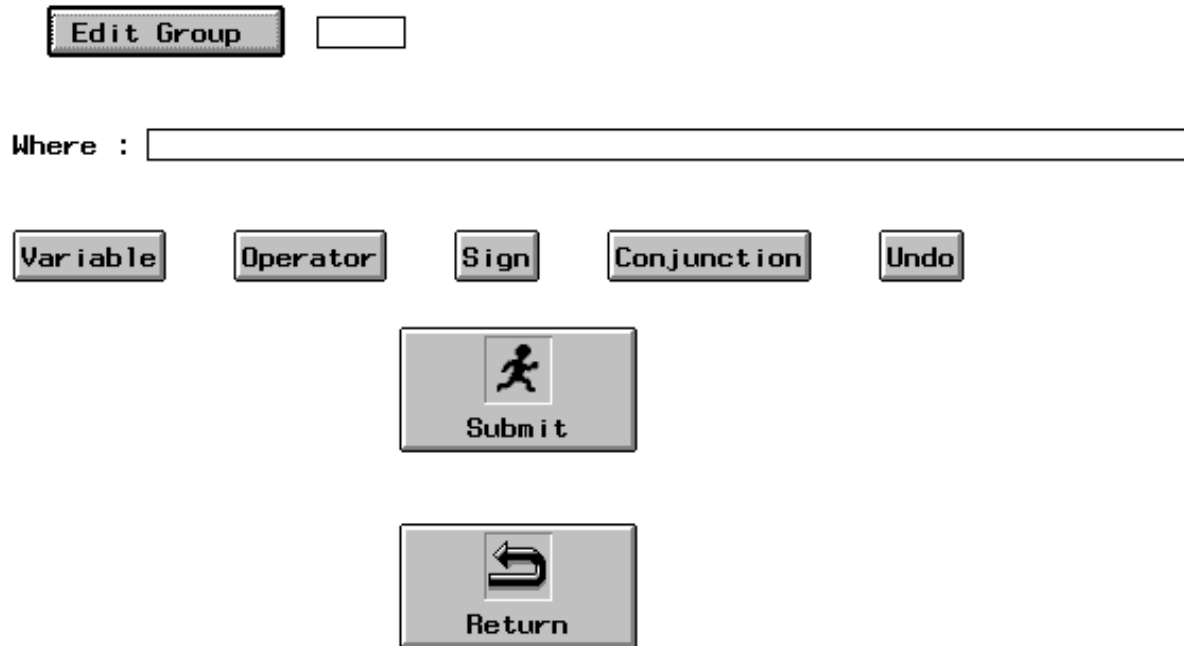 Edit Group
Where :
Variable Operator Sign Conjunction Undo
Submit
Return